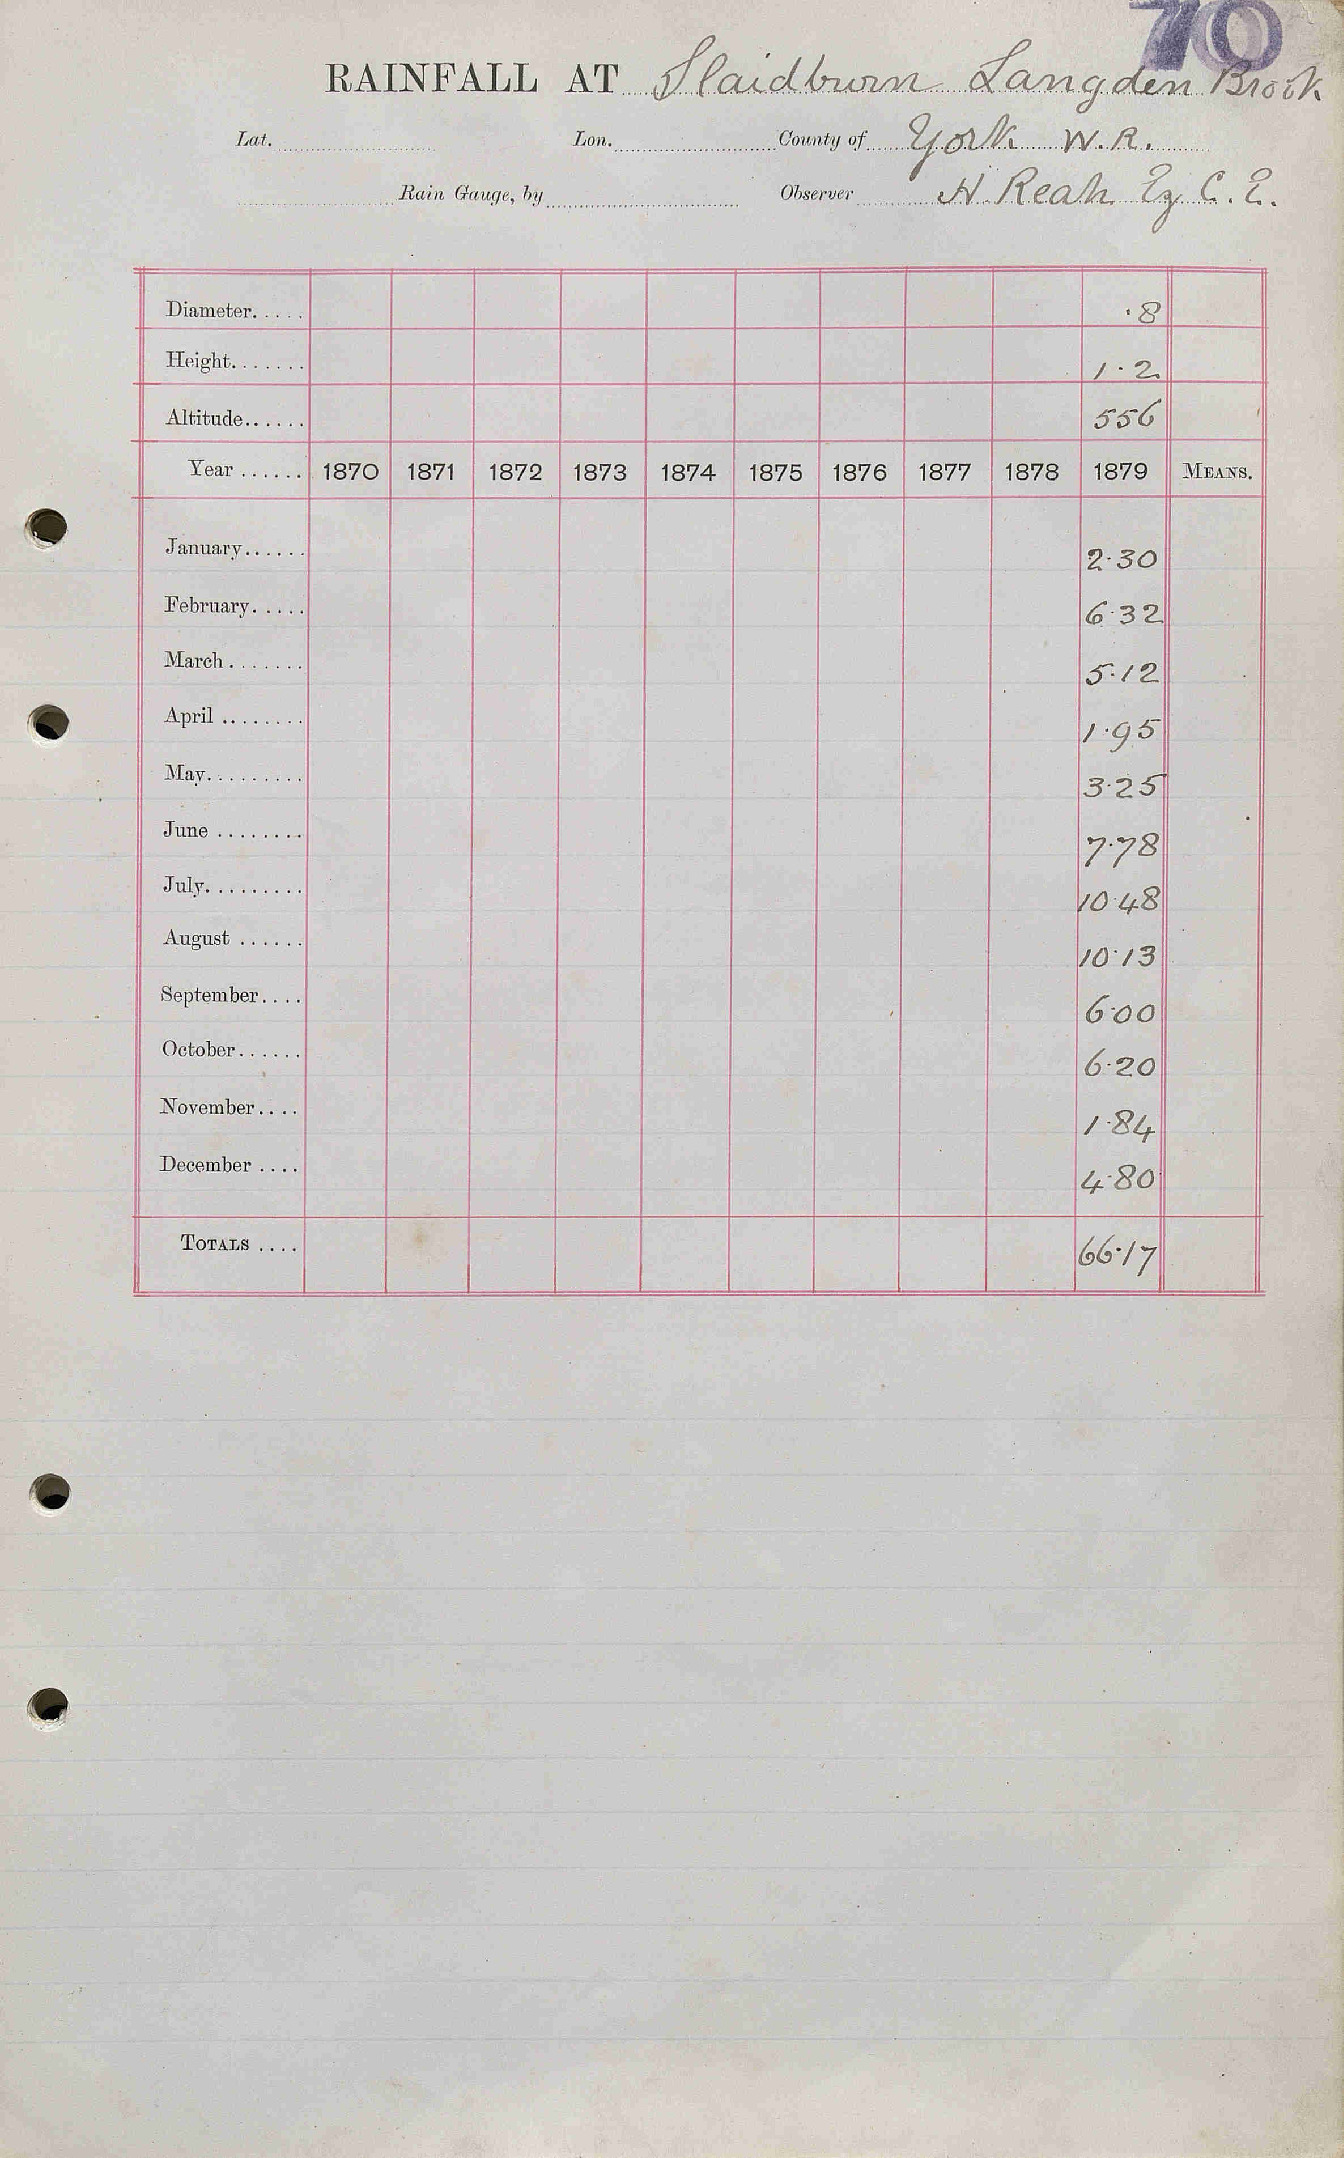 70
RAINFALL AT Slaidburn Langden Brook
Lat. Lon. County of York W.R.
Rain Gauge, by Observer H. Reah Esq C.E.
Diameter..... .8
Height....... 1.2
Altitude...... 556
Year ...... 1870 1871 1872 1873 1874 1875 1876 1877 1878 1879 MEANS.
January...... 2.30
February..... 6.32
March....... 5.12
April ........ 1.95
May......... 3.25
June ........ 7.78
July......... 10.48
August ...... 10.13
September.... 6.00
October...... 6.20
November.... 1.84
December .... 4.80
TOTALS .... 66.17